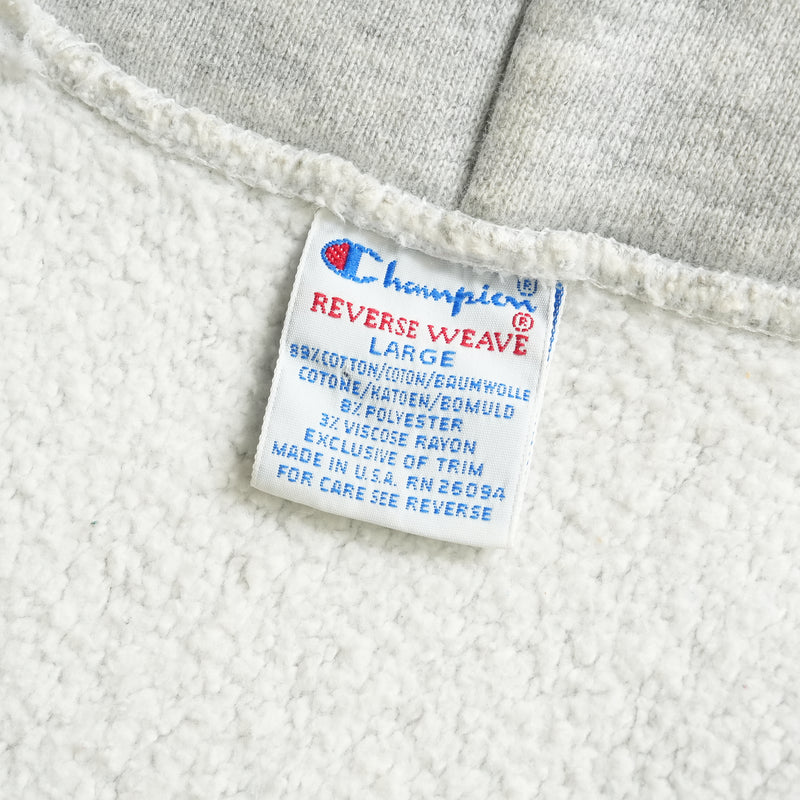 Champion®
REVERSE WEAVE®
LARGE
89% COTTON/COTON/BAUMWOLLE
COTONE/KATOEN/BOMULD
8% POLYESTER
3% VISCOSE RAYON
EXCLUSIVE OF TRIM
MADE IN U.S.A. RN 26094
FOR CARE SEE REVERSE